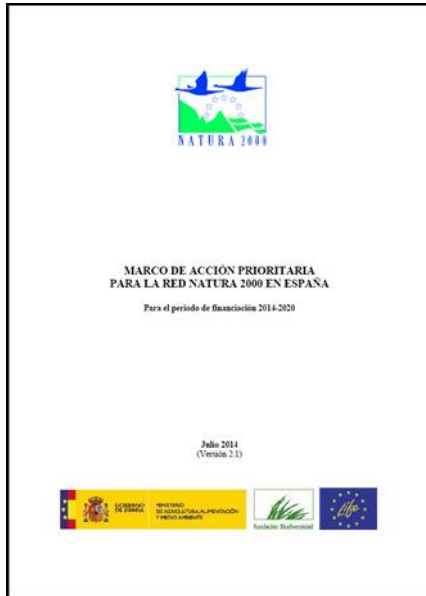 NATURA 2000
MARCO DE ACCIÓN PRIORITARIA
PARA LA RED NATURA 2000 EN ESPAÑA
Para el periodo de financiación 2014-2020
Julio 2014
(Versión 2.1)
GOBIERNO
DE ESPAÑA
MINISTERIO
DE AGRICULTURA, ALIMENTACIÓN
Y MEDIO AMBIENTE
Fundación Biodiversidad
Life